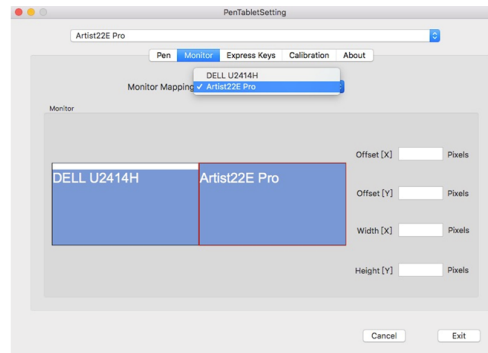 PenTabletSetting
Artist22E Pro
Pen Monitor Express Keys Calibration About
DELL U2414H
Monitor Mapping ✓ Artist22E Pro
Monitor
Offset [X] Pixels
DELL U2414H Artist22E Pro
Offset [Y] Pixels
Width [X] Pixels
Height [Y] Pixels
Cancel Exit